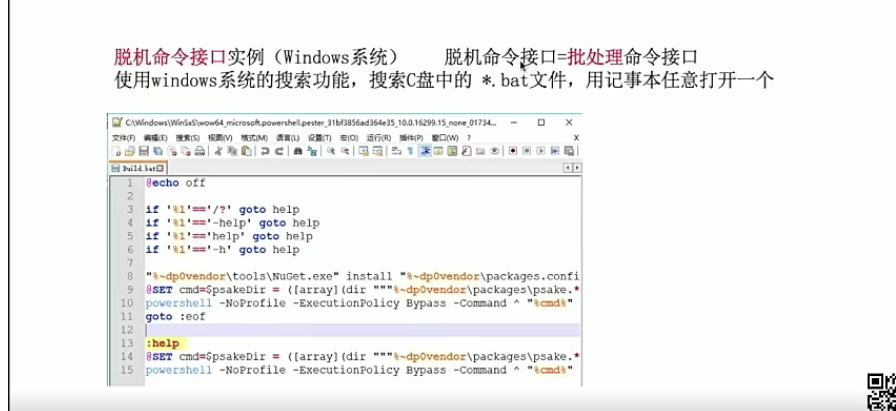 脱机命令接口实例（Windows系统） 脱机命令接口=批处理命令接口
使用windows系统的搜索功能，搜索C盘中的 *.bat文件，用记事本任意打开一个
C:\Windows\WinSxS\wow64_microsoft.powershell.pester_31bf3856ad364e35_10.0.16299.15_none_01734...
文件(F) 编辑(E) 搜索(S) 视图(V) 格式(M) 语言(L) 设置(T) 宏(O) 运行(R) 插件(P) 窗口(W) ? X
Build.bat
1 @echo off
2
3 if '%1'=='/?' goto help
4 if '%1'=='-help' goto help
5 if '%1'=='help' goto help
6 if '%1'=='-h' goto help
7
8 "%~dp0vendor\tools\NuGet.exe" install "%~dp0vendor\packages.confi
9 @SET cmd=$psakeDir = ([array](dir """%~dp0vendor\packages\psake.*
10 powershell -NoProfile -ExecutionPolicy Bypass -Command ^ "%cmd%"
11 goto :eof
12
13 :help
14 @SET cmd=$psakeDir = ([array](dir """%~dp0vendor\packages\psake.*
15 powershell -NoProfile -ExecutionPolicy Bypass -Command ^ "%cmd%"